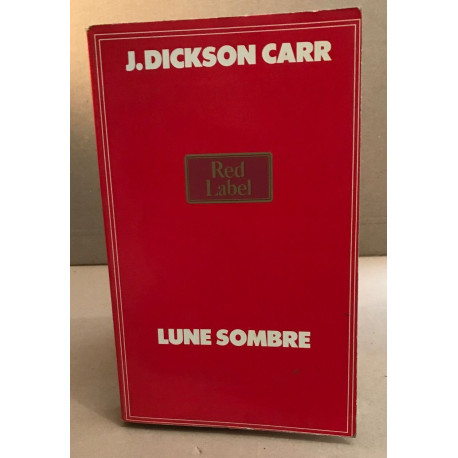 J.DICKSON CARR
Red
Label
LUNE SOMBRE